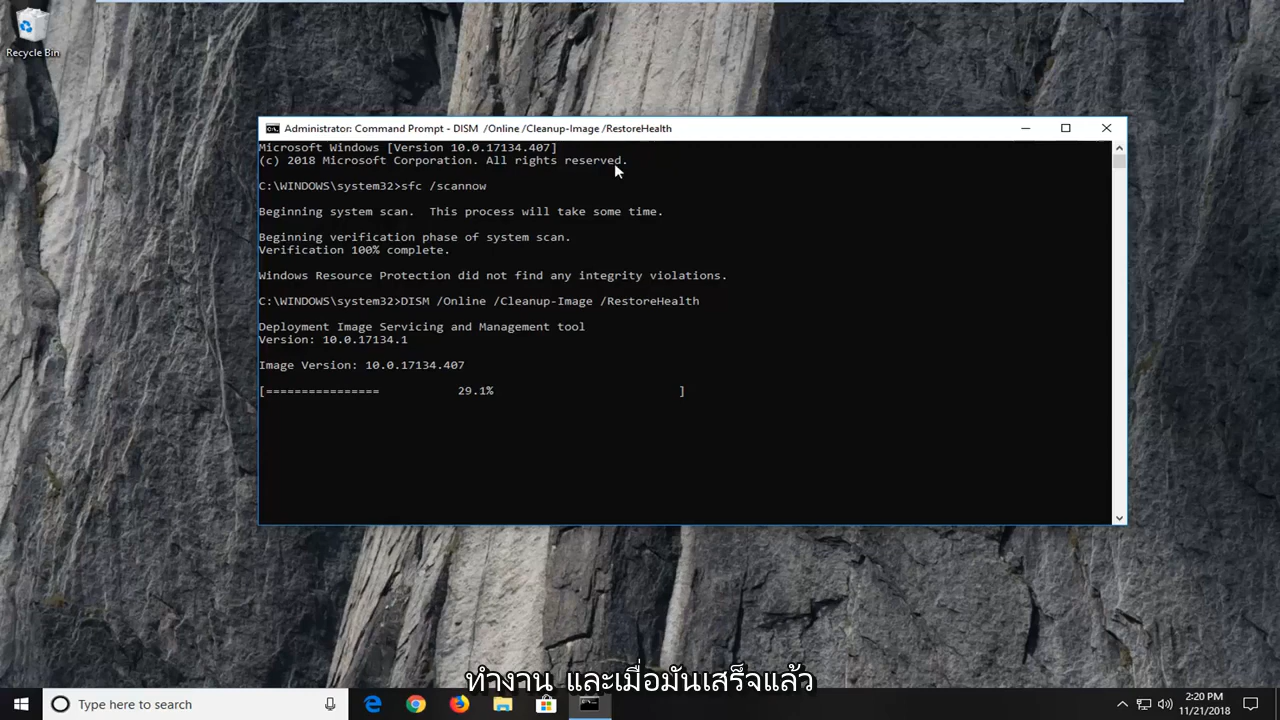 Recycle Bin
Administrator: Command Prompt - DISM  /Online /Cleanup-Image /RestoreHealth
Microsoft Windows [Version 10.0.17134.407]
(c) 2018 Microsoft Corporation. All rights reserved.
C:\WINDOWS\system32>sfc /scannow
Beginning system scan.  This process will take some time.
Beginning verification phase of system scan.
Verification 100% complete.
Windows Resource Protection did not find any integrity violations.
C:\WINDOWS\system32>DISM /Online /Cleanup-Image /RestoreHealth
Deployment Image Servicing and Management tool
Version: 10.0.17134.1
Image Version: 10.0.17134.407
[================           29.1%                          ]
ทำงาน และเมื่อมันเสร็จแล้ว
Type here to search
2:20 PM
11/21/2018